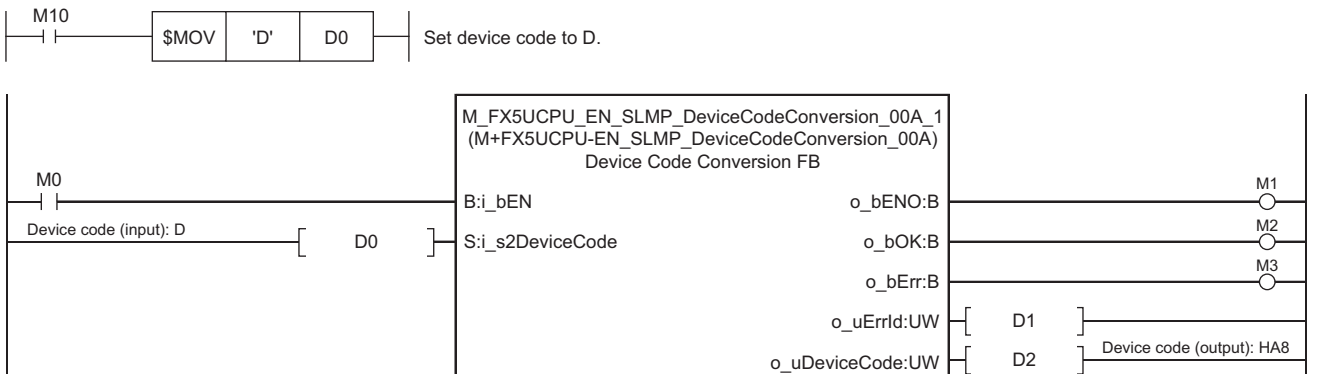 M10
$MOV 'D' D0 Set device code to D.
M_FX5UCPU_EN_SLMP_DeviceCodeConversion_00A_1
(M+FX5UCPU-EN_SLMP_DeviceCodeConversion_00A)
Device Code Conversion FB
M0
B:i_bEN o_bENO:B M1
Device code (input): D
D0 S:i_s2DeviceCode o_bOK:B M2
o_bErr:B M3
o_uErrId:UW D1
o_uDeviceCode:UW D2 Device code (output): HA8